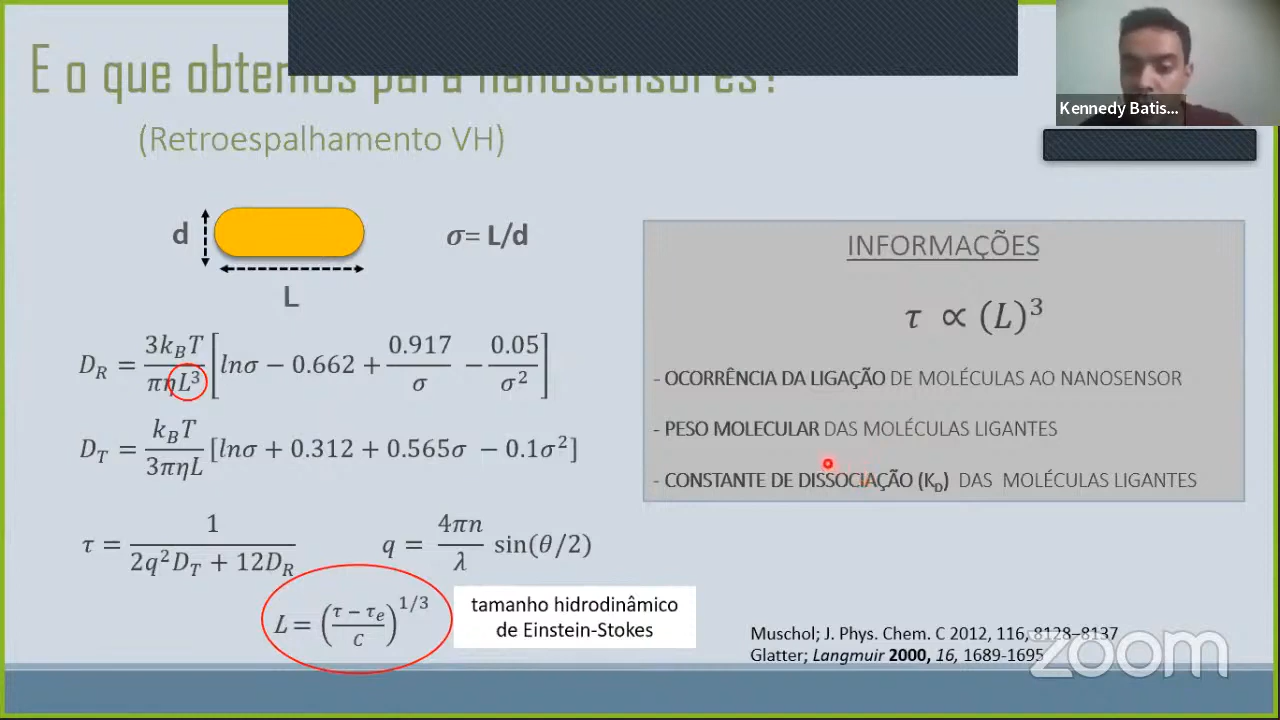 E o que obtemos para nanosensores?
Kennedy Batis...
(Retroespalhamento VH)
d
σ= L/d
L
INFORMAÇÕES
τ ∝ (L)³
D_R = 3k_BT/πηL³ [lnσ − 0.662 + 0.917/σ − 0.05/σ²]
- OCORRÊNCIA DA LIGAÇÃO DE MOLÉCULAS AO NANOSENSOR
- PESO MOLECULAR DAS MOLÉCULAS LIGANTES
D_T = k_BT/3πηL [lnσ + 0.312 + 0.565σ − 0.1σ²]
- CONSTANTE DE DISSOCIAÇÃO (K_D) DAS MOLÉCULAS LIGANTES
τ = 1/(2q²D_T + 12D_R)
q = 4πn/λ sin(θ/2)
L = ((τ − τ_e)/C)^1/3
tamanho hidrodinâmico
de Einstein-Stokes
Muschol; J. Phys. Chem. C 2012, 116, 8128–8137
Glatter; Langmuir 2000, 16, 1689-1695
zoom